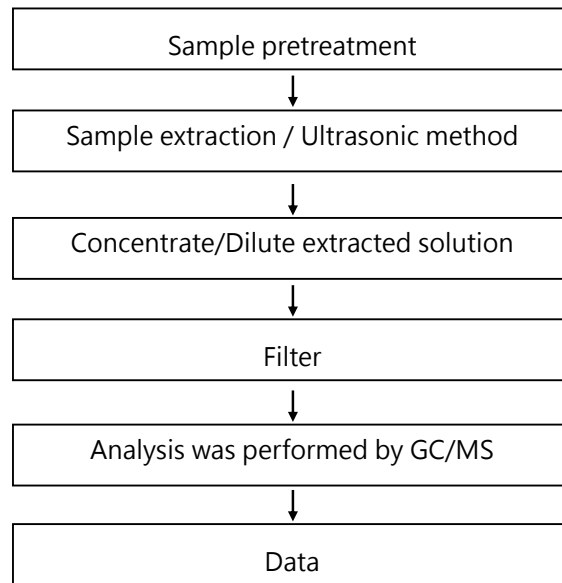 Sample pretreatment
Sample extraction / Ultrasonic method
Concentrate/Dilute extracted solution
Filter
Analysis was performed by GC/MS
Data